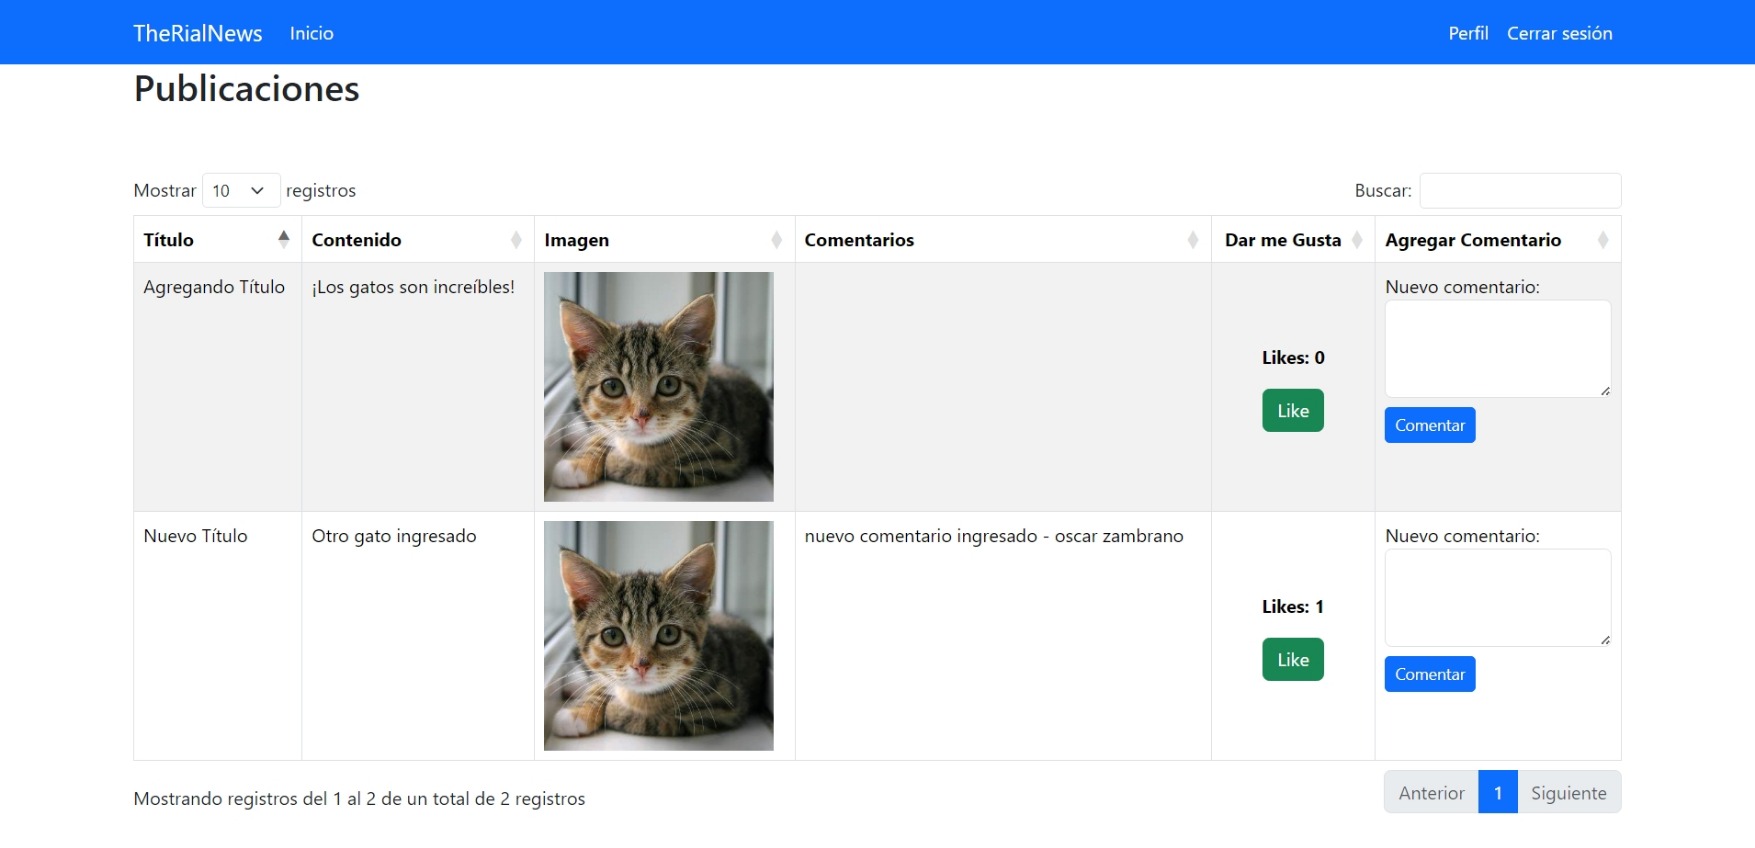 TheRialNews Inicio Perfil Cerrar sesión
Publicaciones
Mostrar 10 registros Buscar:
Título Contenido Imagen Comentarios Dar me Gusta Agregar Comentario
Agregando Título ¡Los gatos son increíbles! Nuevo comentario:
Likes: 0
Like
Comentar
Nuevo Título Otro gato ingresado nuevo comentario ingresado - oscar zambrano Nuevo comentario:
Likes: 1
Like
Comentar
Mostrando registros del 1 al 2 de un total de 2 registros Anterior 1 Siguiente